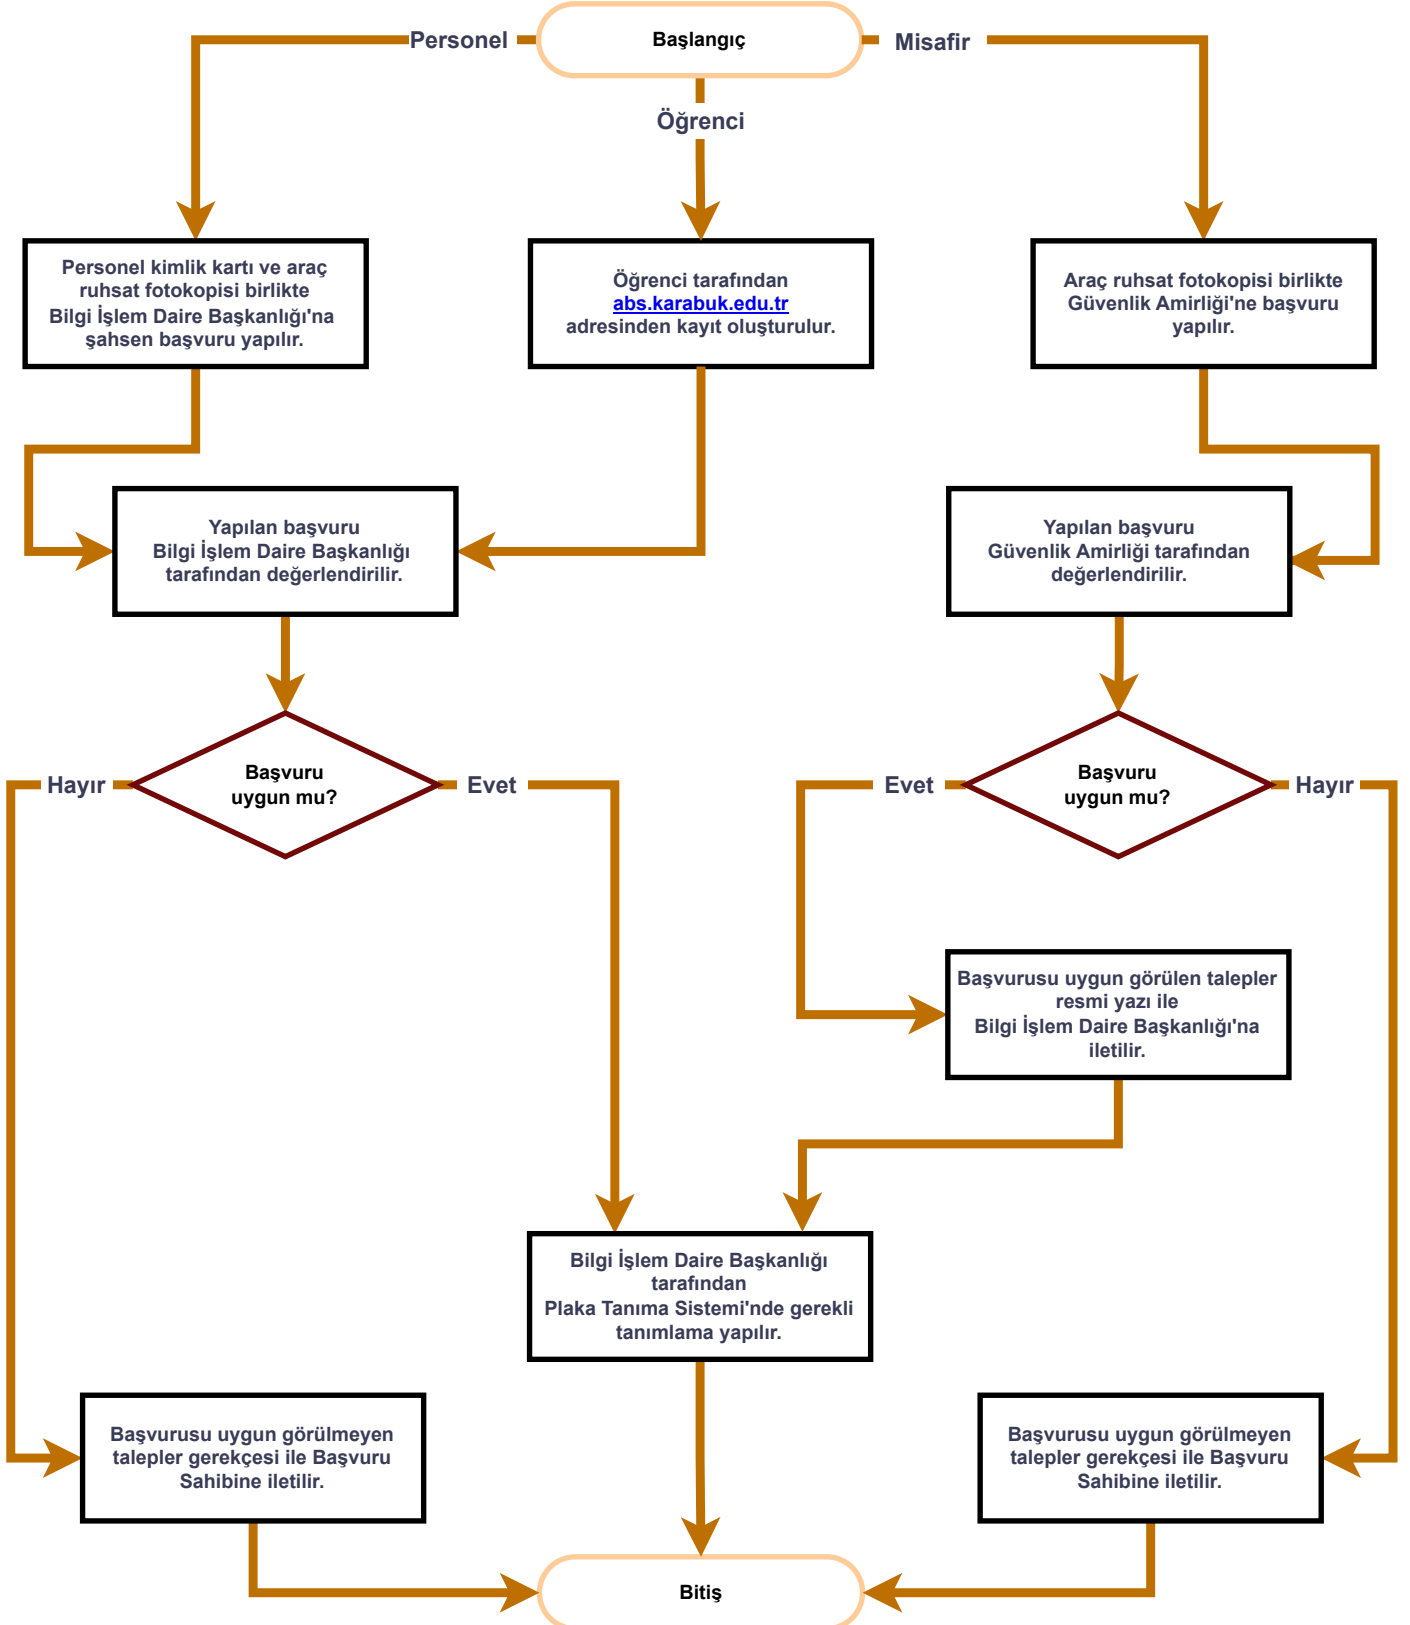 Personel
Başlangıç
Misafir
Öğrenci
Personel kimlik kartı ve araç
ruhsat fotokopisi birlikte
Bilgi İşlem Daire Başkanlığı'na
şahsen başvuru yapılır.
Öğrenci tarafından
abs.karabuk.edu.tr
adresinden kayıt oluşturulur.
Araç ruhsat fotokopisi birlikte
Güvenlik Amirliği'ne başvuru
yapılır.
Yapılan başvuru
Bilgi İşlem Daire Başkanlığı
tarafından değerlendirilir.
Yapılan başvuru
Güvenlik Amirliği tarafından
değerlendirilir.
Hayır
Başvuru
uygun mu?
Evet
Evet
Başvuru
uygun mu?
Hayır
Başvurusu uygun görülen talepler
resmi yazı ile
Bilgi İşlem Daire Başkanlığı'na
iletilir.
Bilgi İşlem Daire Başkanlığı
tarafından
Plaka Tanıma Sistemi'nde gerekli
tanımlama yapılır.
Başvurusu uygun görülmeyen
talepler gerekçesi ile Başvuru
Sahibine iletilir.
Başvurusu uygun görülmeyen
talepler gerekçesi ile Başvuru
Sahibine iletilir.
Bitiş